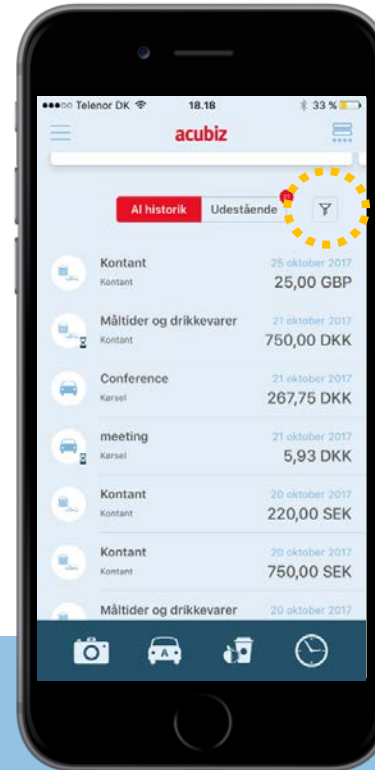 Telenor DK 18.18 33 %
acubiz
Al historik Udestående
Kontant 25 oktober 2017
Kontant 25,00 GBP
Måltider og drikkevarer 21 oktober 2017
Kontant 750,00 DKK
Conference 21 oktober 2017
Kørsel 267,75 DKK
meeting 21 oktober 2017
Kørsel 5,93 DKK
Kontant 20 oktober 2017
Kontant 220,00 SEK
Kontant 20 oktober 2017
Kontant 750,00 SEK
Måltider og drikkevarer 20 oktober 2017
A